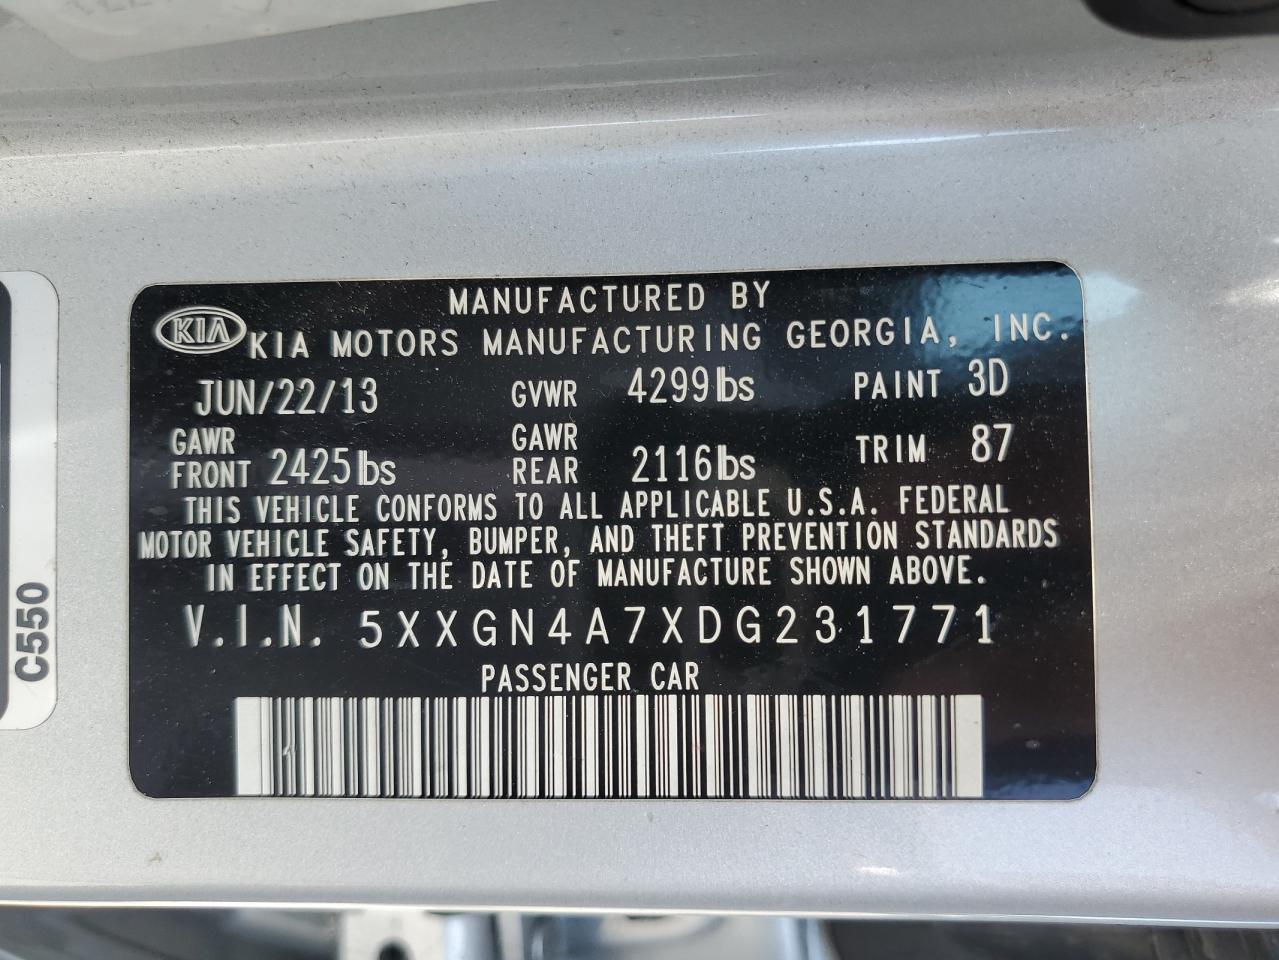 MANUFACTURED BY
KIA KIA MOTORS MANUFACTURING GEORGIA, INC.
JUN/22/13 GVWR 4299lbs PAINT 3D
GAWR FRONT 2425lbs GAWR REAR 2116lbs TRIM 87
THIS VEHICLE CONFORMS TO ALL APPLICABLE U.S.A. FEDERAL
MOTOR VEHICLE SAFETY, BUMPER, AND THEFT PREVENTION STANDARDS
IN EFFECT ON THE DATE OF MANUFACTURE SHOWN ABOVE.
V.I.N. 5XXGN4A7XDG231771
PASSENGER CAR
C550